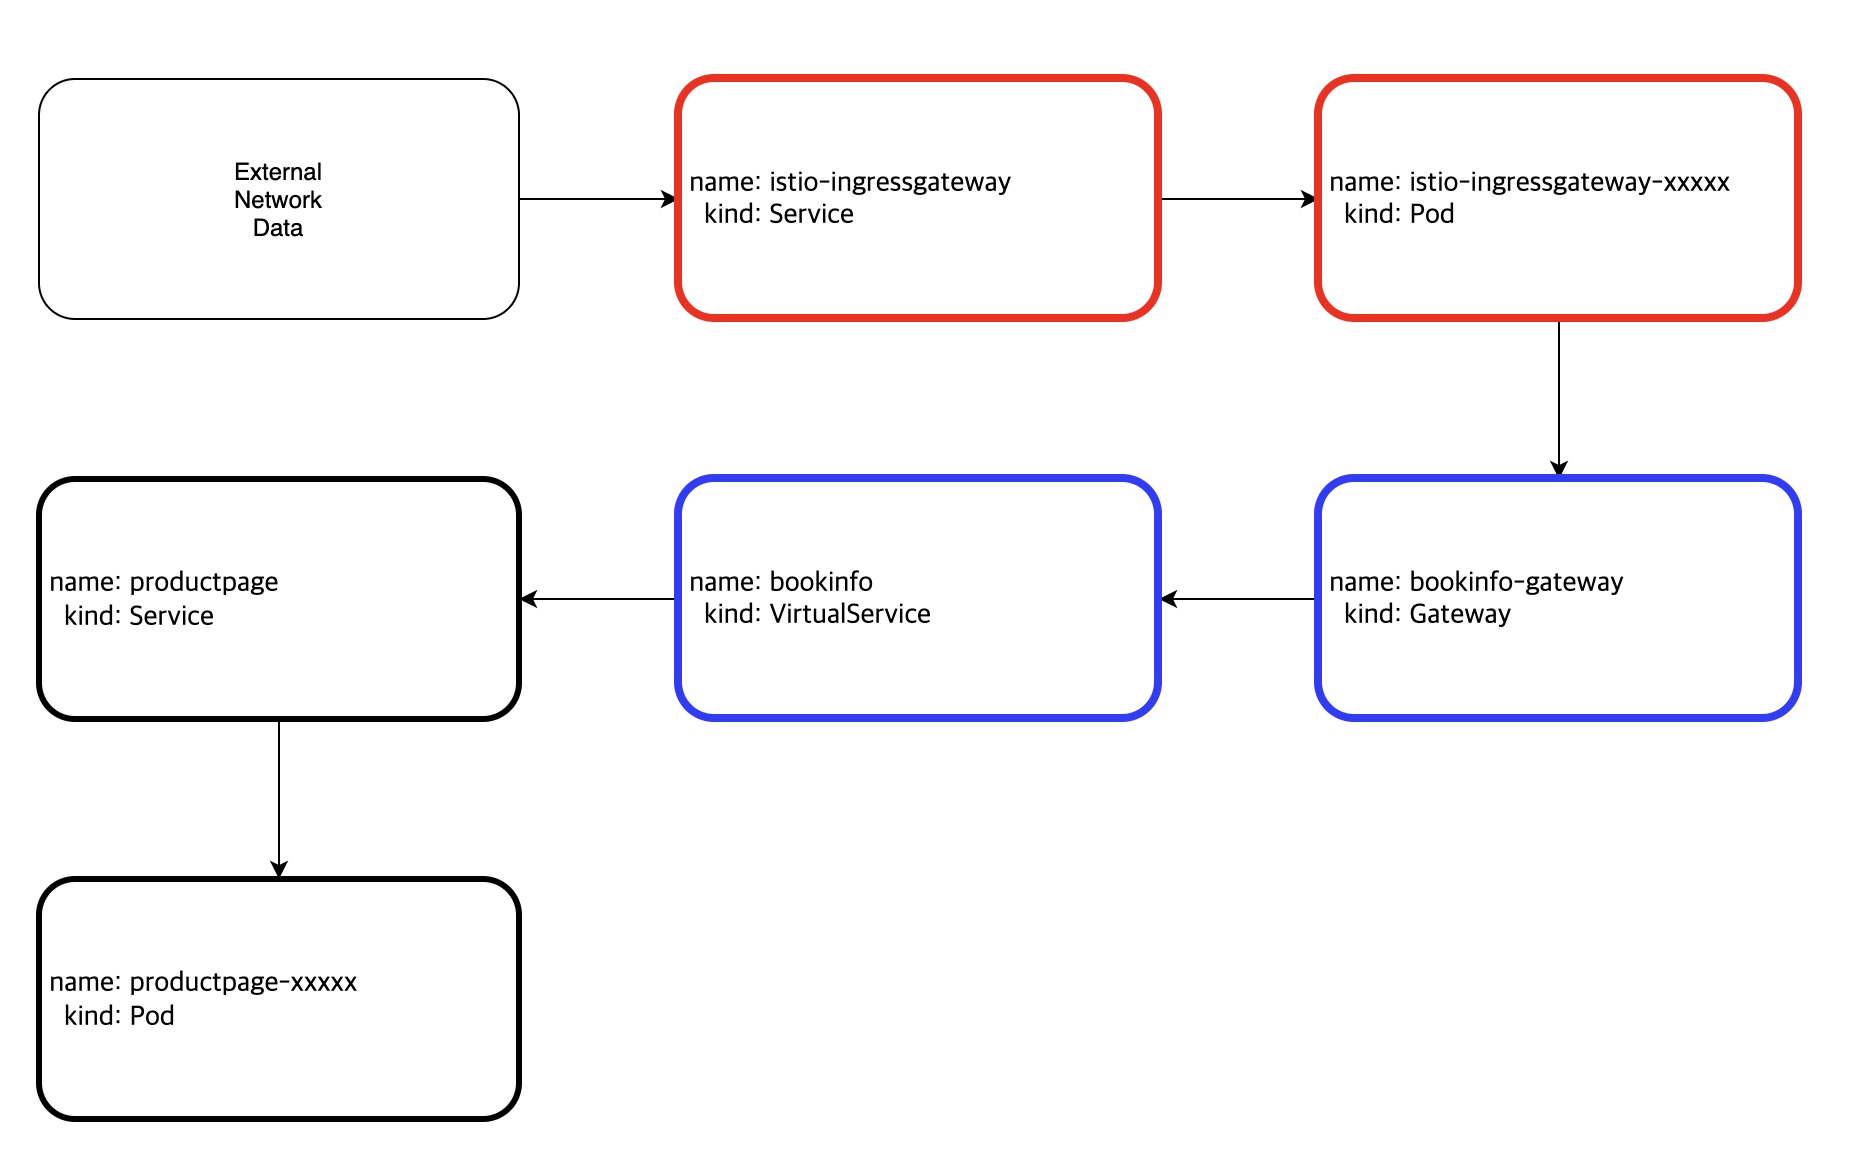 External
Network
Data
name: istio-ingressgateway
kind: Service
name: istio-ingressgateway-xxxxx
kind: Pod
name: productpage
kind: Service
name: bookinfo
kind: VirtualService
name: bookinfo-gateway
kind: Gateway
name: productpage-xxxxx
kind: Pod